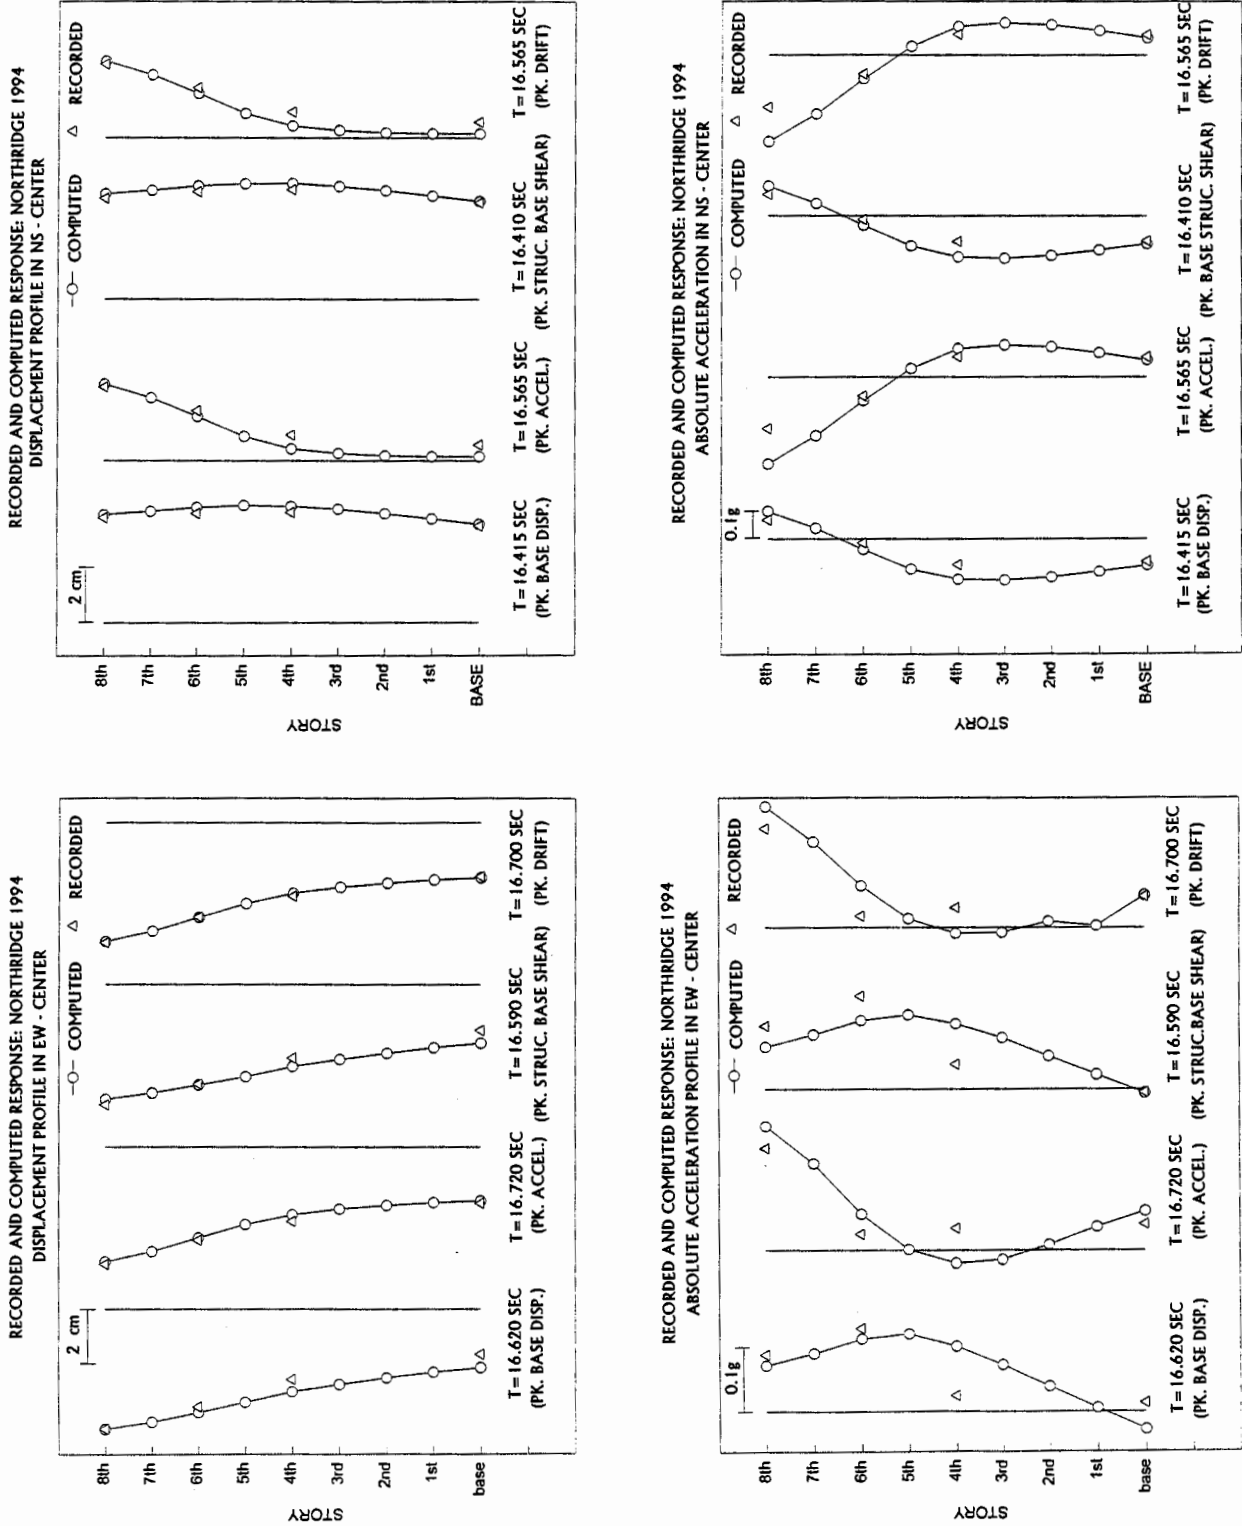 RECORDED AND COMPUTED RESPONSE: NORTHRIDGE 1994
DISPLACEMENT PROFILE IN EW - CENTER
COMPUTED
RECORDED
2 cm
STORY
8th
7th
6th
5th
4th
3rd
2nd
1st
base
T=16.620 SEC
(PK. BASE DISP.)
T=16.720 SEC
(PK. ACCEL.)
T=16.590 SEC
(PK. STRUC. BASE SHEAR)
T=16.700 SEC
(PK. DRIFT)
RECORDED AND COMPUTED RESPONSE: NORTHRIDGE 1994
DISPLACEMENT PROFILE IN NS - CENTER
COMPUTED
RECORDED
2 cm
STORY
8th
7th
6th
5th
4th
3rd
2nd
1st
BASE
T=16.415 SEC
(PK. BASE DISP.)
T=16.565 SEC
(PK. ACCEL.)
T=16.410 SEC
(PK. STRUC. BASE SHEAR)
T=16.565 SEC
(PK. DRIFT)
RECORDED AND COMPUTED RESPONSE: NORTHRIDGE 1994
ABSOLUTE ACCELERATION PROFILE IN EW - CENTER
COMPUTED
RECORDED
0.1g
STORY
8th
7th
6th
5th
4th
3rd
2nd
1st
BASE
T=16.620 SEC
(PK. BASE DISP.)
T=16.720 SEC
(PK. ACCEL.)
T=16.590 SEC
(PK. STRUC.BASE SHEAR)
T=16.700 SEC
(PK. DRIFT)
RECORDED AND COMPUTED RESPONSE: NORTHRIDGE 1994
ABSOLUTE ACCELERATION IN NS - CENTER
COMPUTED
RECORDED
0.1g
STORY
8th
7th
6th
5th
4th
3rd
2nd
1st
BASE
T=16.415 SEC
(PK. BASE DISP.)
T=16.565 SEC
(PK. ACCEL.)
T=16.410 SEC
(PK. BASE STRUC. SHEAR)
T=16.565 SEC
(PK. DRIFT)